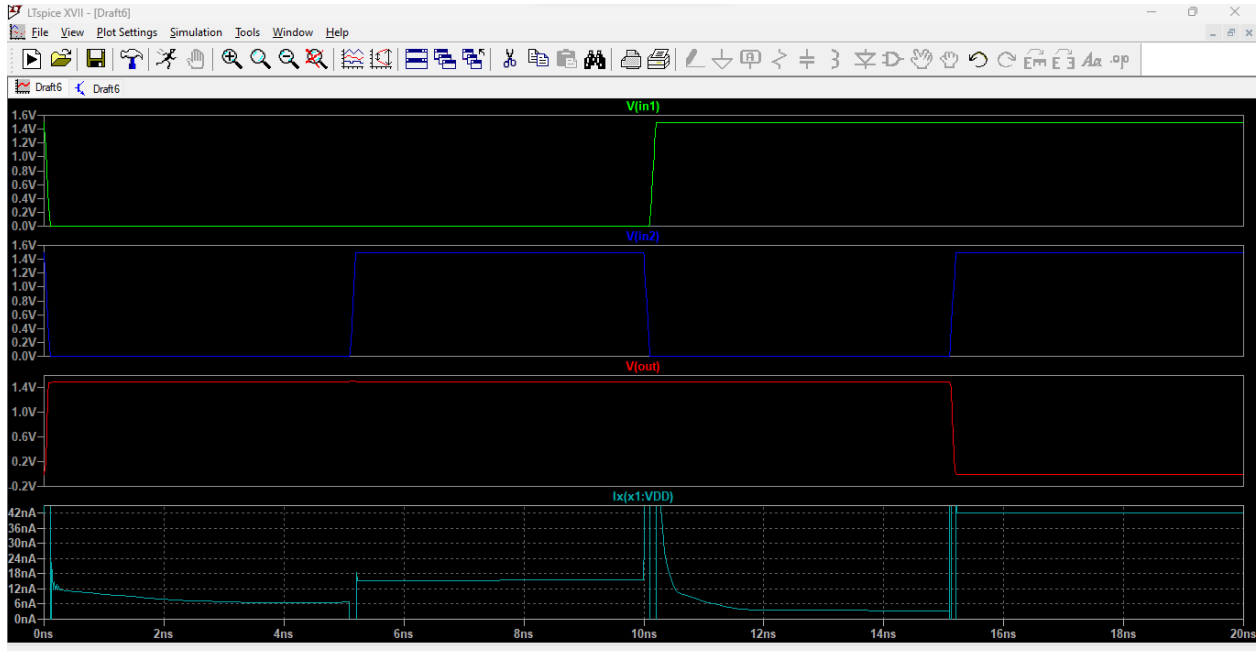 LTspice XVII - [Draft6]
File View Plot Settings Simulation Tools Window Help
Draft6 Draft6
V(in1)
1.6V
1.4V
1.2V
1.0V
0.8V
0.6V
0.4V
0.2V
0.0V
V(in2)
1.6V
1.4V
1.2V
1.0V
0.8V
0.6V
0.4V
0.2V
0.0V
V(out)
1.4V
1.0V
0.6V
0.2V
-0.2V
Ix(x1:VDD)
42nA
36nA
30nA
24nA
18nA
12nA
6nA
0nA
0ns 2ns 4ns 6ns 8ns 10ns 12ns 14ns 16ns 18ns 20ns